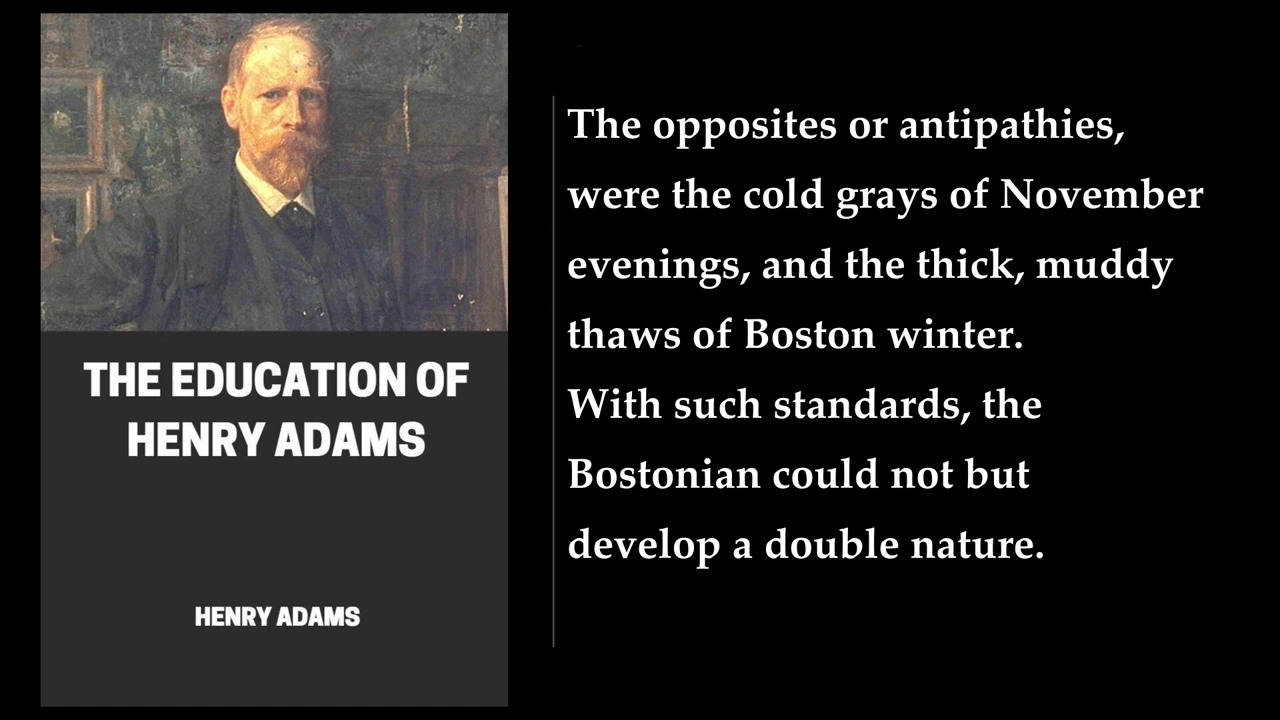 THE EDUCATION OF
HENRY ADAMS
HENRY ADAMS
The opposites or antipathies,
were the cold grays of November
evenings, and the thick, muddy
thaws of Boston winter.
With such standards, the
Bostonian could not but
develop a double nature.